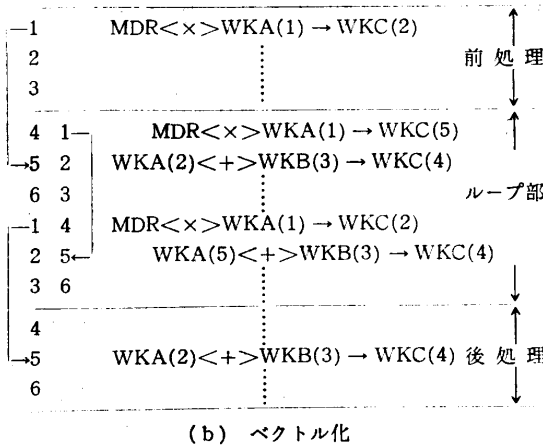 1 MDR<×>WKA(1)→WKC(2)
2 前処理
3
4 1 MDR<×>WKA(1)→WKC(5)
5 2 WKA(2)<+>WKB(3)→WKC(4)
6 3 ループ部
1 4 MDR<×>WKA(1)→WKC(2)
2 5 WKA(5)<+>WKB(3)→WKC(4)
3 6
4
5 WKA(2)<+>WKB(3)→WKC(4) 後処理
6
(b) ベクトル化